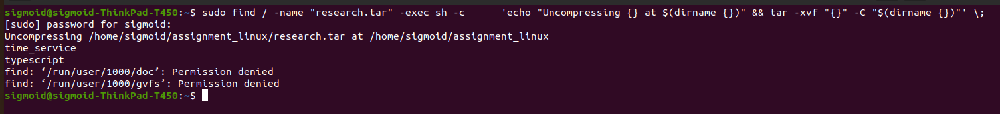 sigmoid@sigmoid-ThinkPad-T450:~$ sudo find / -name "research.tar" -exec sh -c      'echo "Uncompressing {} at $(dirname {})" && tar -xvf "{}" -C "$(dirname {})"' \;
[sudo] password for sigmoid:
Uncompressing /home/sigmoid/assignment_linux/research.tar at /home/sigmoid/assignment_linux
time_service
typescript
find: ‘/run/user/1000/doc’: Permission denied
find: ‘/run/user/1000/gvfs’: Permission denied
sigmoid@sigmoid-ThinkPad-T450:~$